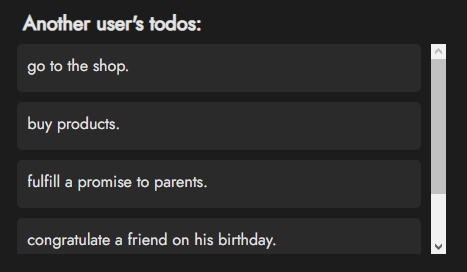 Another user's todos:
go to the shop.
buy products.
fulfill a promise to parents.
congratulate a friend on his birthday.